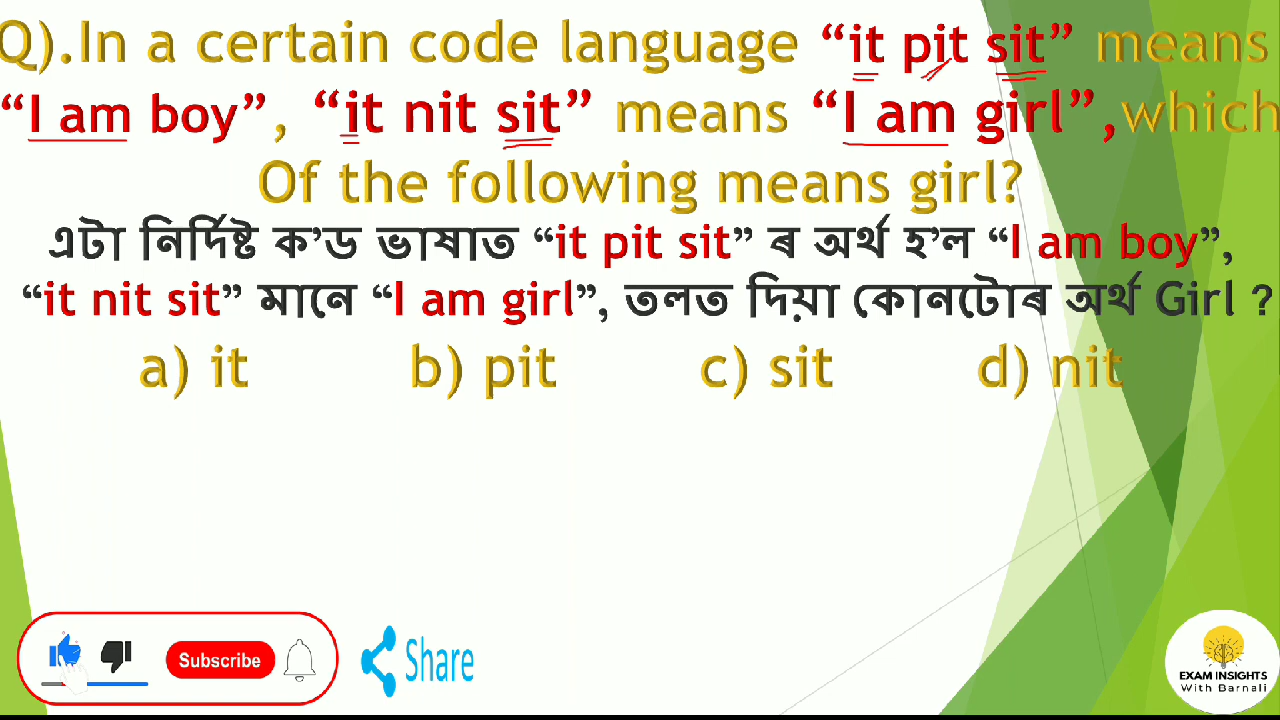 Q).In a certain code language “it pit sit” means
“I am boy”, “it nit sit” means “I am girl”,which
Of the following means girl?
এটা নিৰ্দিষ্ট ক’ড ভাষাত “it pit sit” ৰ অৰ্থ হ’ল “I am boy”,
“it nit sit” মানে “I am girl”, তলত দিয়া কোনটোৰ অৰ্থ Girl ?
a) it b) pit c) sit d) nit
Subscribe Share
EXAM INSIGHTS
With Barnali